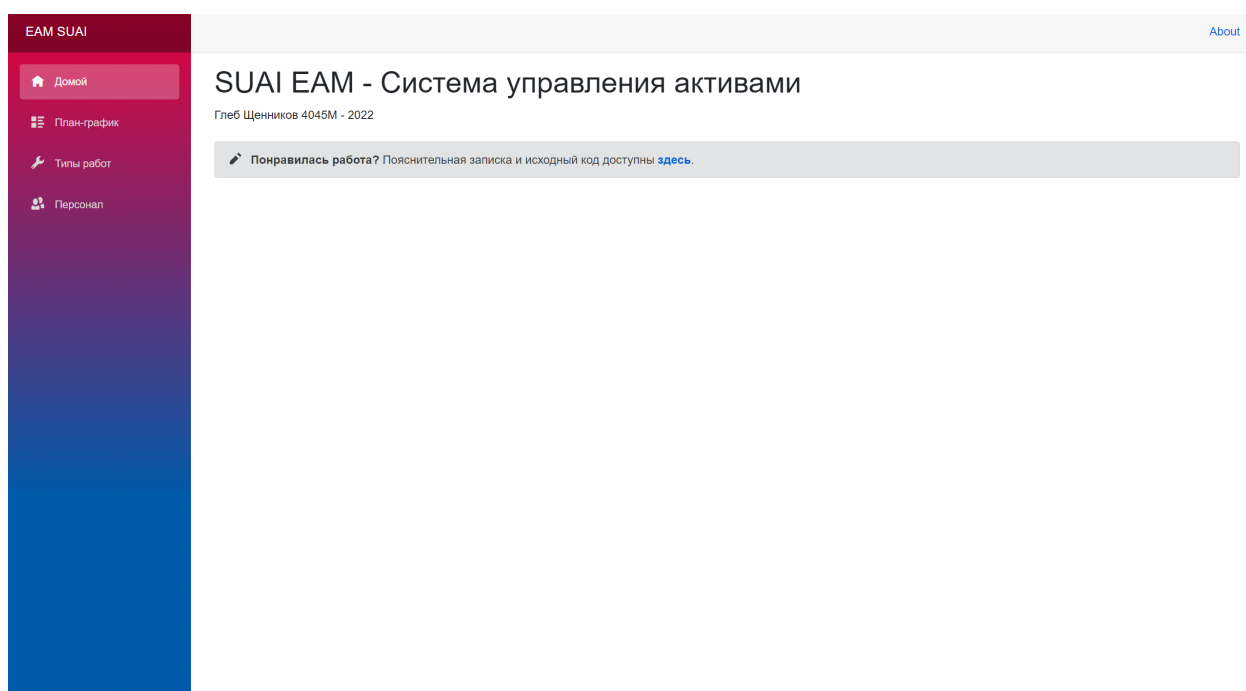 EAM SUAI
About
Домой
План-график
Типы работ
Персонал
SUAI EAM - Система управления активами
Глеб Щенников 4045М - 2022
Понравилась работа? Пояснительная записка и исходный код доступны здесь.